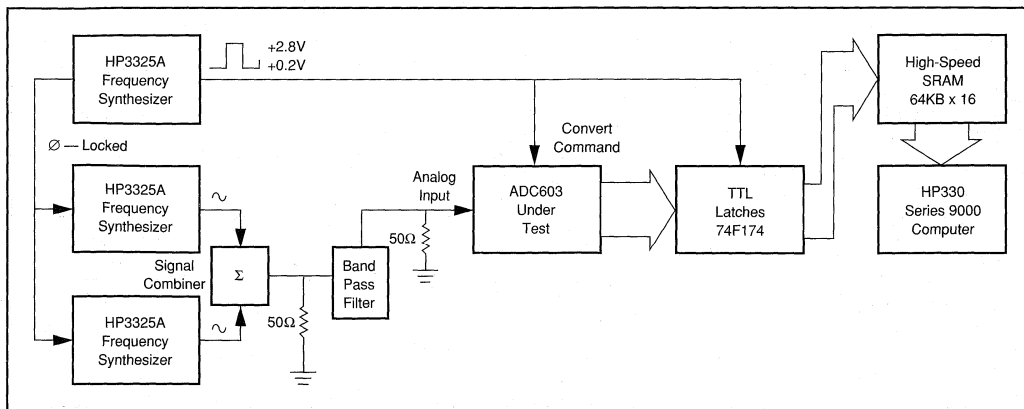 HP3325A
Frequency
Synthesizer
+2.8V
+0.2V
High-Speed
SRAM
64KB x 16
Ø — Locked
Convert
Command
HP3325A
Frequency
Synthesizer
Analog
Input
ADC603
Under
Test
TTL
Latches
74F174
HP330
Series 9000
Computer
50Ω
Signal
Combiner
Σ
Band
Pass
Filter
HP3325A
Frequency
Synthesizer
50Ω